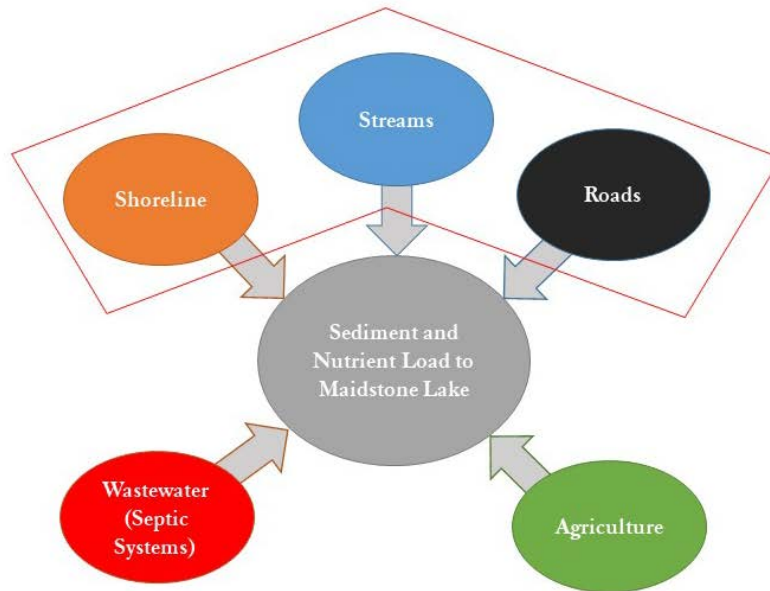 Streams
Shoreline
Roads
Sediment and
Nutrient Load to
Maidstone Lake
Wastewater
(Septic
Systems)
Agriculture